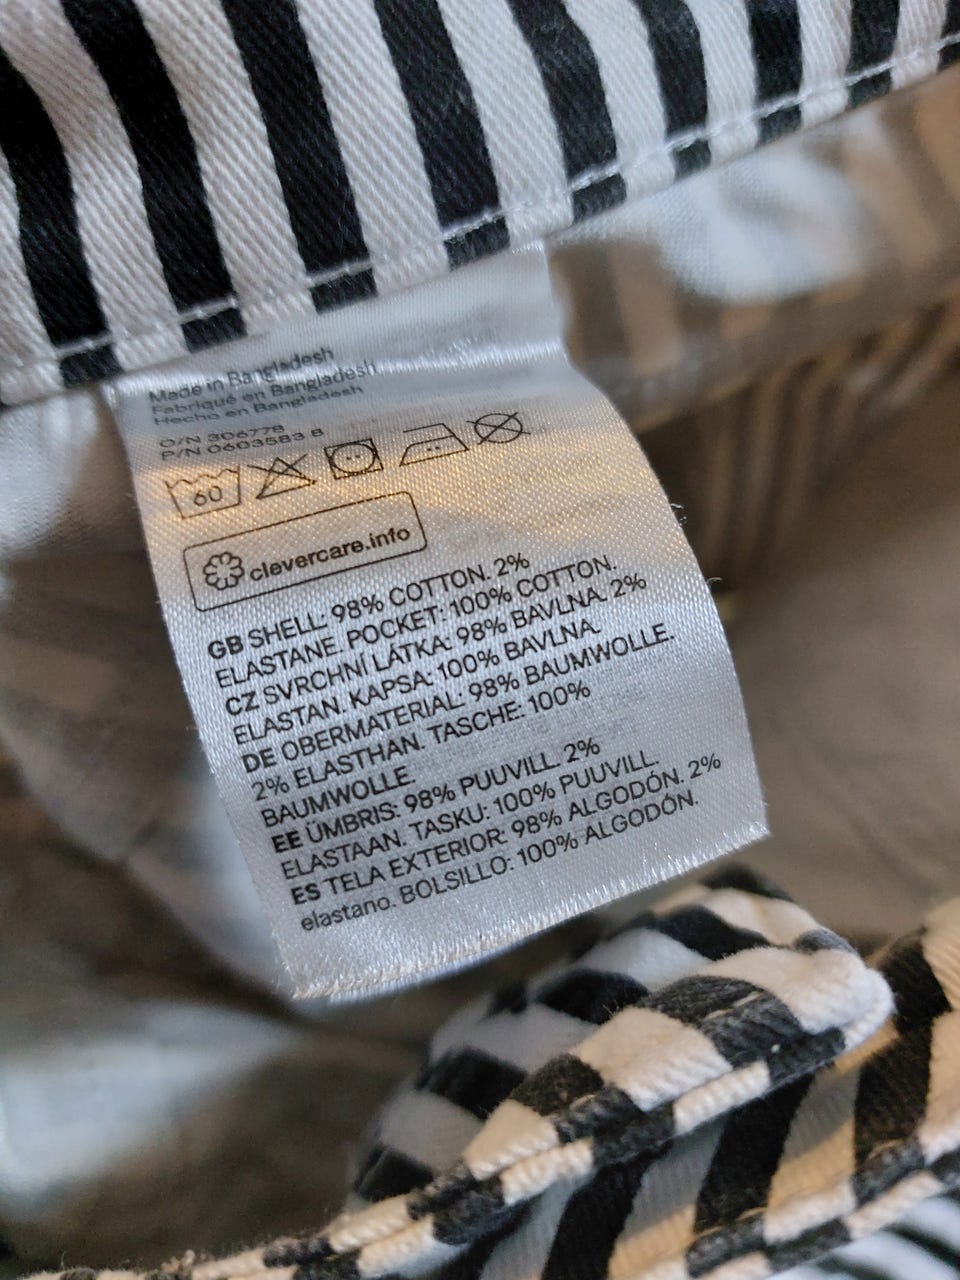 Made in Bangladesh
Fabriqué en Bangladesh
Hecho en Bangladesh
O/N 306778
P/N 0603583 8
60
clevercare.info
GB SHELL: 98% COTTON. 2%
ELASTANE. POCKET: 100% COTTON.
CZ SVRCHNÍ LÁTKA: 98% BAVLNA. 2%
ELASTAN. KAPSA: 100% BAVLNA.
DE OBERMATERIAL: 98% BAUMWOLLE.
2% ELASTHAN. TASCHE: 100%
BAUMWOLLE.
EE ÜMBRIS: 98% PUUVILL. 2%
ELASTAAN. TASKU: 100% PUUVILL.
ES TELA EXTERIOR: 98% ALGODÓN. 2%
elastano. BOLSILLO: 100% ALGODÓN.